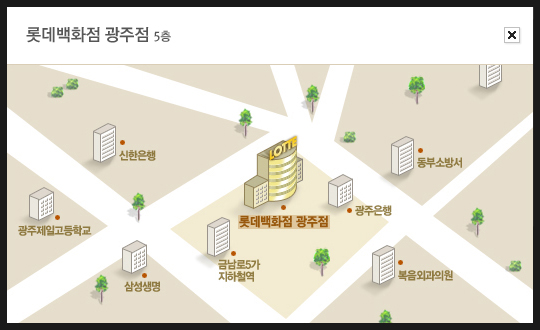 롯데백화점 광주점 5층
LOTTE
신한은행
동부소방서
광주은행
롯데백화점 광주점
광주제일고등학교
금남로5가
지하철역
복음외과의원
삼성생명